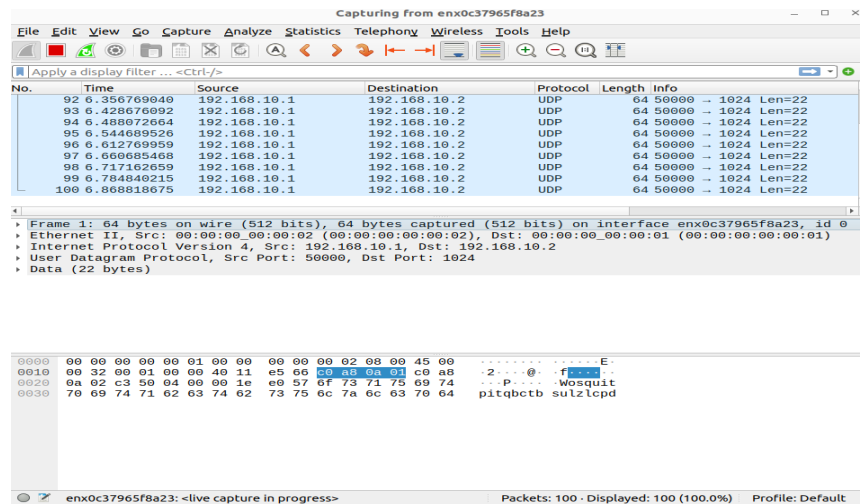 Capturing from enx0c37965f8a23
File Edit View Go Capture Analyze Statistics Telephony Wireless Tools Help
Apply a display filter ... <Ctrl-/>
No. Time Source Destination Protocol Length Info
92 6.356769040 192.168.10.1 192.168.10.2 UDP 64 50000 → 1024 Len=22
93 6.428676092 192.168.10.1 192.168.10.2 UDP 64 50000 → 1024 Len=22
94 6.488072664 192.168.10.1 192.168.10.2 UDP 64 50000 → 1024 Len=22
95 6.544689526 192.168.10.1 192.168.10.2 UDP 64 50000 → 1024 Len=22
96 6.612769959 192.168.10.1 192.168.10.2 UDP 64 50000 → 1024 Len=22
97 6.660685468 192.168.10.1 192.168.10.2 UDP 64 50000 → 1024 Len=22
98 6.717162659 192.168.10.1 192.168.10.2 UDP 64 50000 → 1024 Len=22
99 6.784840215 192.168.10.1 192.168.10.2 UDP 64 50000 → 1024 Len=22
100 6.868818675 192.168.10.1 192.168.10.2 UDP 64 50000 → 1024 Len=22
Frame 1: 64 bytes on wire (512 bits), 64 bytes captured (512 bits) on interface enx0c37965f8a23, id 0
Ethernet II, Src: 00:00:00_00:00:02 (00:00:00:00:00:02), Dst: 00:00:00_00:00:01 (00:00:00:00:00:01)
Internet Protocol Version 4, Src: 192.168.10.1, Dst: 192.168.10.2
User Datagram Protocol, Src Port: 50000, Dst Port: 1024
Data (22 bytes)
0000 00 00 00 00 00 01 00 00 00 00 00 02 08 00 45 00 ········ ······E·
0010 00 32 00 01 00 00 40 11 e5 66 c0 a8 0a 01 c0 a8 ·2····@· ·f······
0020 0a 02 c3 50 04 00 00 1e e0 57 6f 73 71 75 69 74 ···P···· ·Wosquit
0030 70 69 74 71 62 63 74 62 73 75 6c 7a 6c 63 70 64 pitqbctb sulzlcpd
enx0c37965f8a23: <live capture in progress>
Packets: 100 · Displayed: 100 (100.0%)
Profile: Default